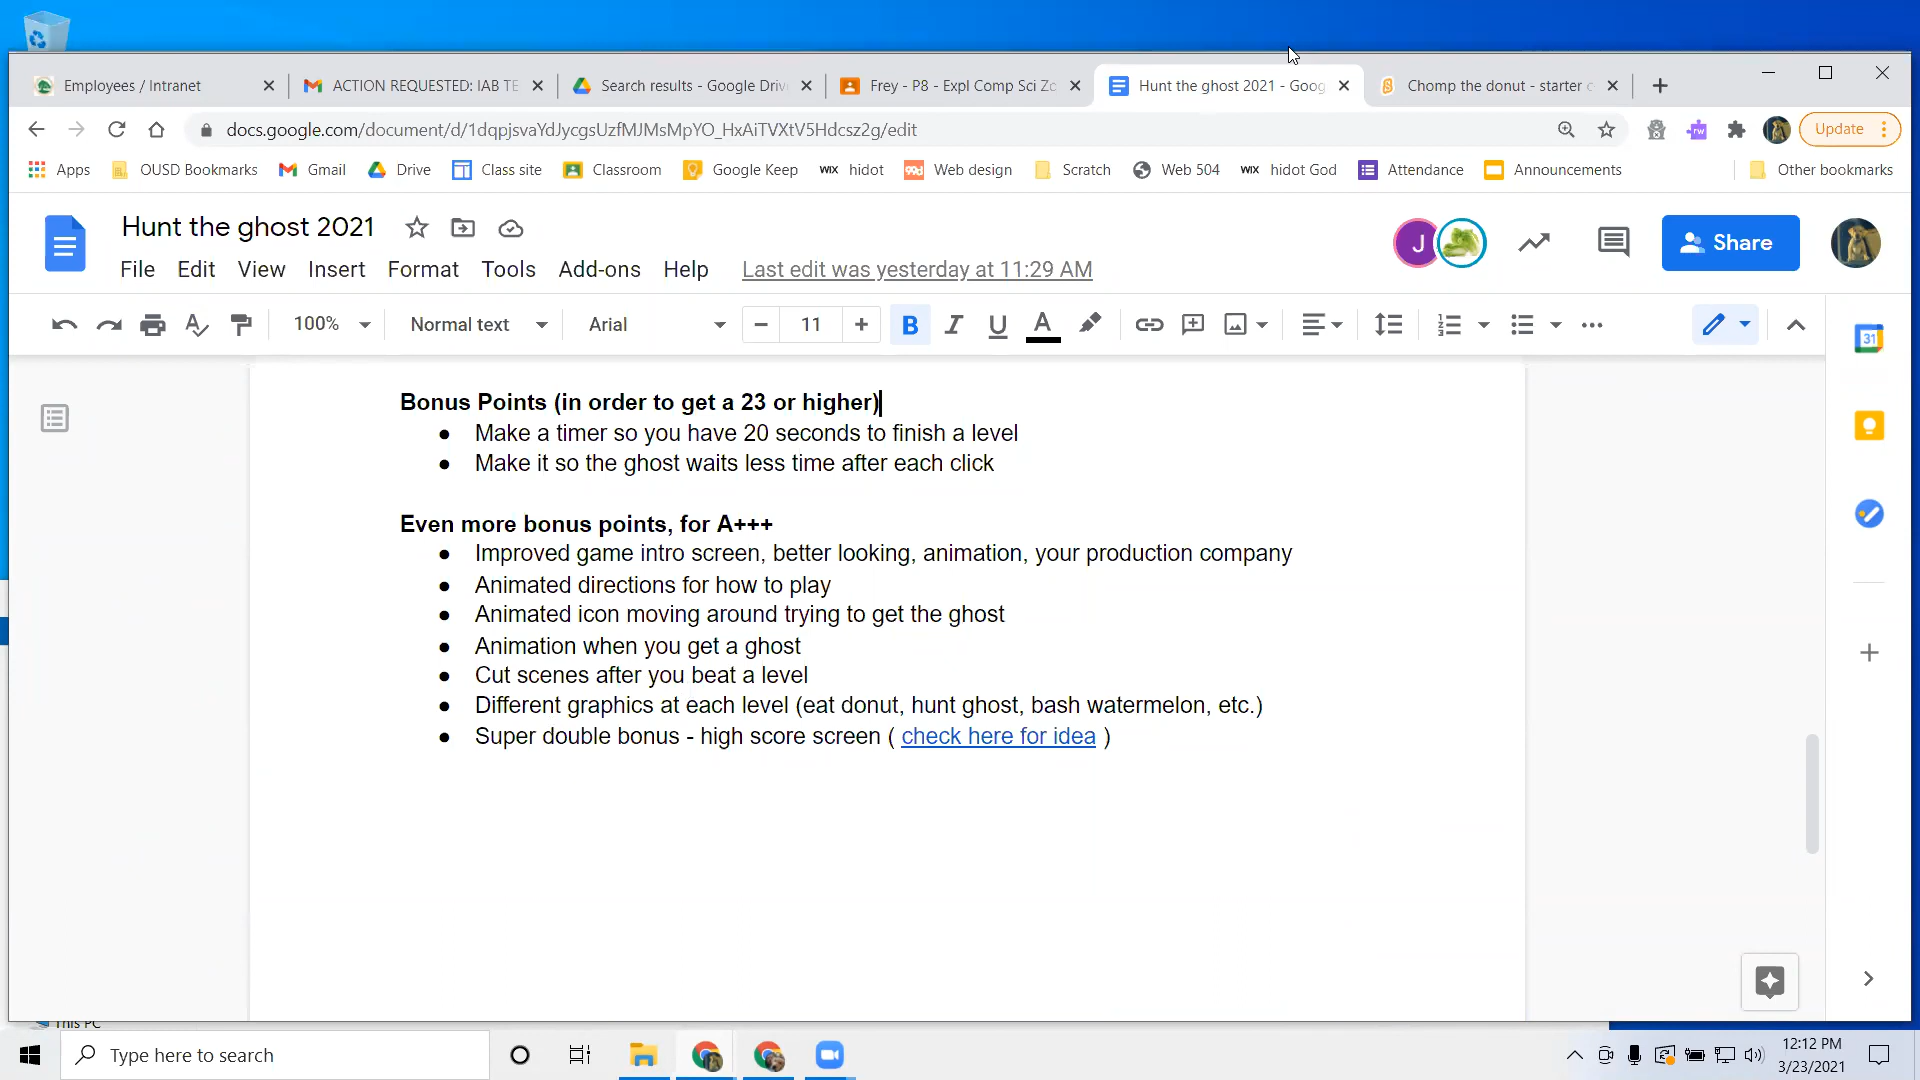 Employees / Intranet
ACTION REQUESTED: IAB TE
Search results - Google Driv
Frey - P8 - Expl Comp Sci Zo
Hunt the ghost 2021 - Goog
Chomp the donut - starter c
docs.google.com/document/d/1dqpjsvaYdJycgsUzfMJMsMpYO_HxAiTVXtV5Hdcsz2g/edit
Update
Apps
OUSD Bookmarks
Gmail
Drive
Class site
Classroom
Google Keep
WIX hidot
Web design
Scratch
Web 504
WIX hidot God
Attendance
Announcements
Other bookmarks
Hunt the ghost 2021
J
Share
File Edit View Insert Format Tools Add-ons Help Last edit was yesterday at 11:29 AM
100% Normal text Arial 11 B I U A
31
Bonus Points (in order to get a 23 or higher)
● Make a timer so you have 20 seconds to finish a level
● Make it so the ghost waits less time after each click
Even more bonus points, for A+++
● Improved game intro screen, better looking, animation, your production company
● Animated directions for how to play
● Animated icon moving around trying to get the ghost
● Animation when you get a ghost
● Cut scenes after you beat a level
● Different graphics at each level (eat donut, hunt ghost, bash watermelon, etc.)
● Super double bonus - high score screen ( check here for idea )
This PC
Type here to search
12:12 PM
3/23/2021